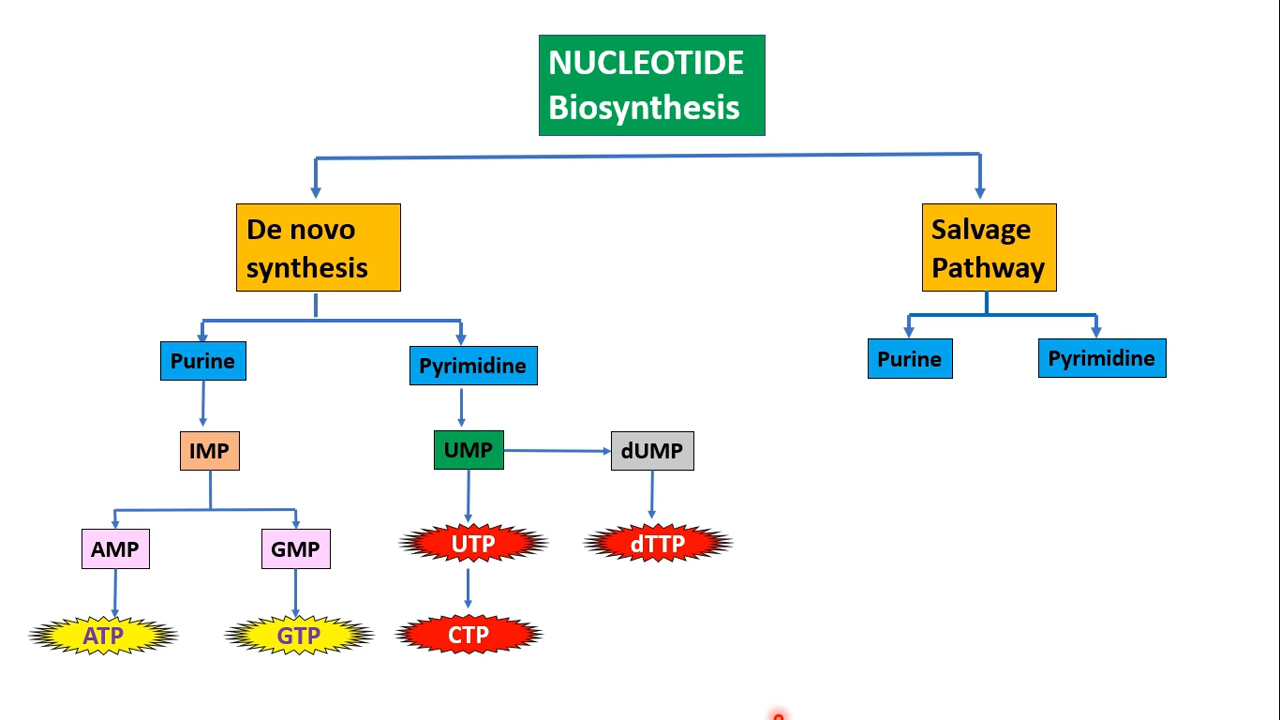 NUCLEOTIDE
Biosynthesis
De novo
synthesis
Salvage
Pathway
Purine
Pyrimidine
Purine
Pyrimidine
IMP
UMP
dUMP
AMP
GMP
UTP
dTTP
ATP
GTP
CTP